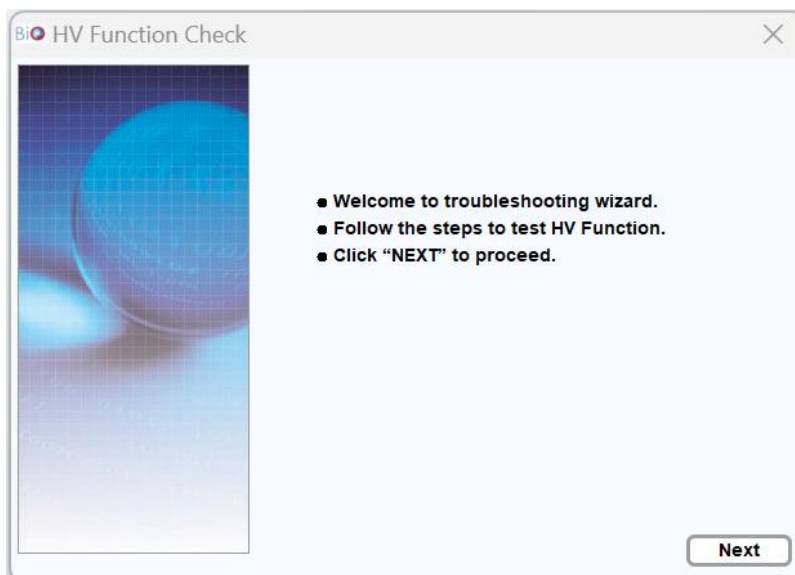 BiO HV Function Check
• Welcome to troubleshooting wizard.
• Follow the steps to test HV Function.
• Click “NEXT” to proceed.
Next